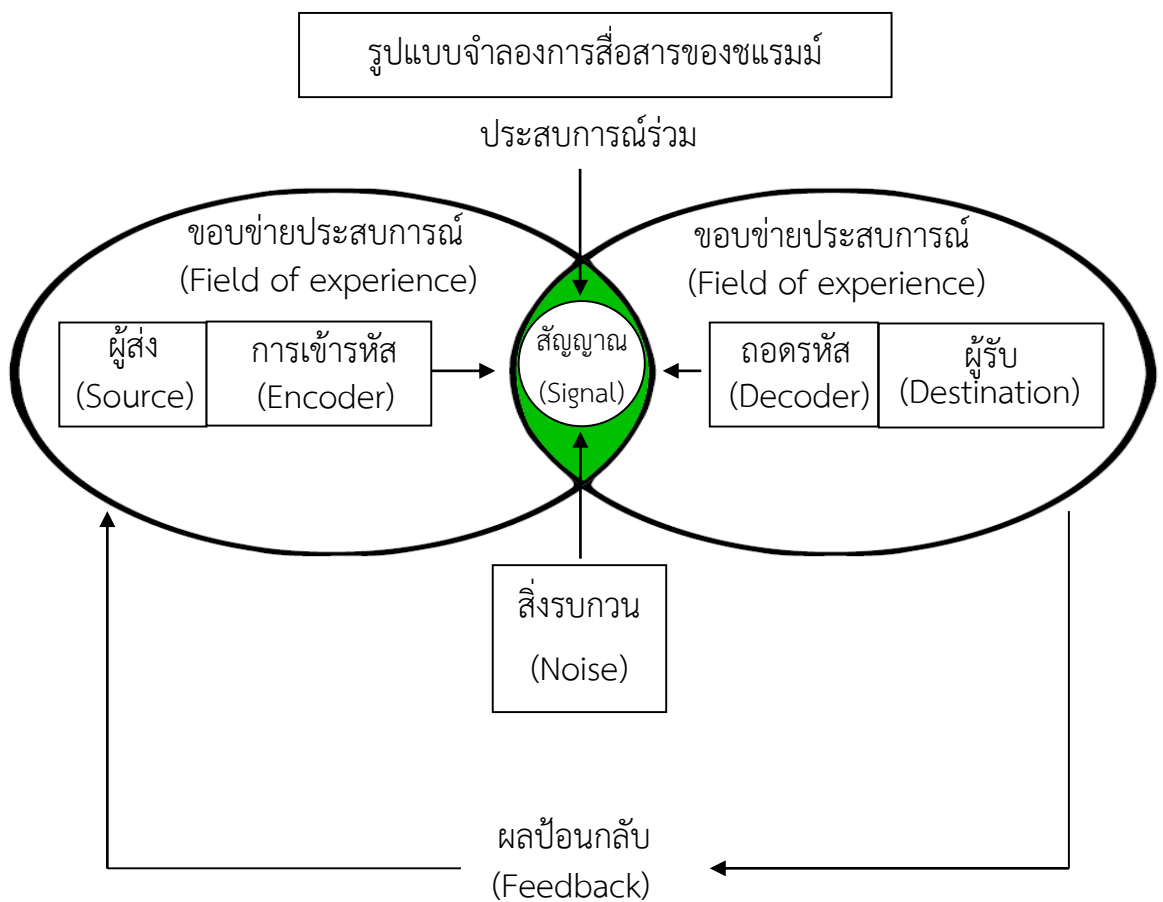 รูปแบบจำลองการสื่อสารของชแรมม์
ประสบการณ์ร่วม
ขอบข่ายประสบการณ์
(Field of experience)
ขอบข่ายประสบการณ์
(Field of experience)
ผู้ส่ง
(Source)
การเข้ารหัส
(Encoder)
สัญญาณ
(Signal)
ถอดรหัส
(Decoder)
ผู้รับ
(Destination)
สิ่งรบกวน
(Noise)
ผลป้อนกลับ
(Feedback)